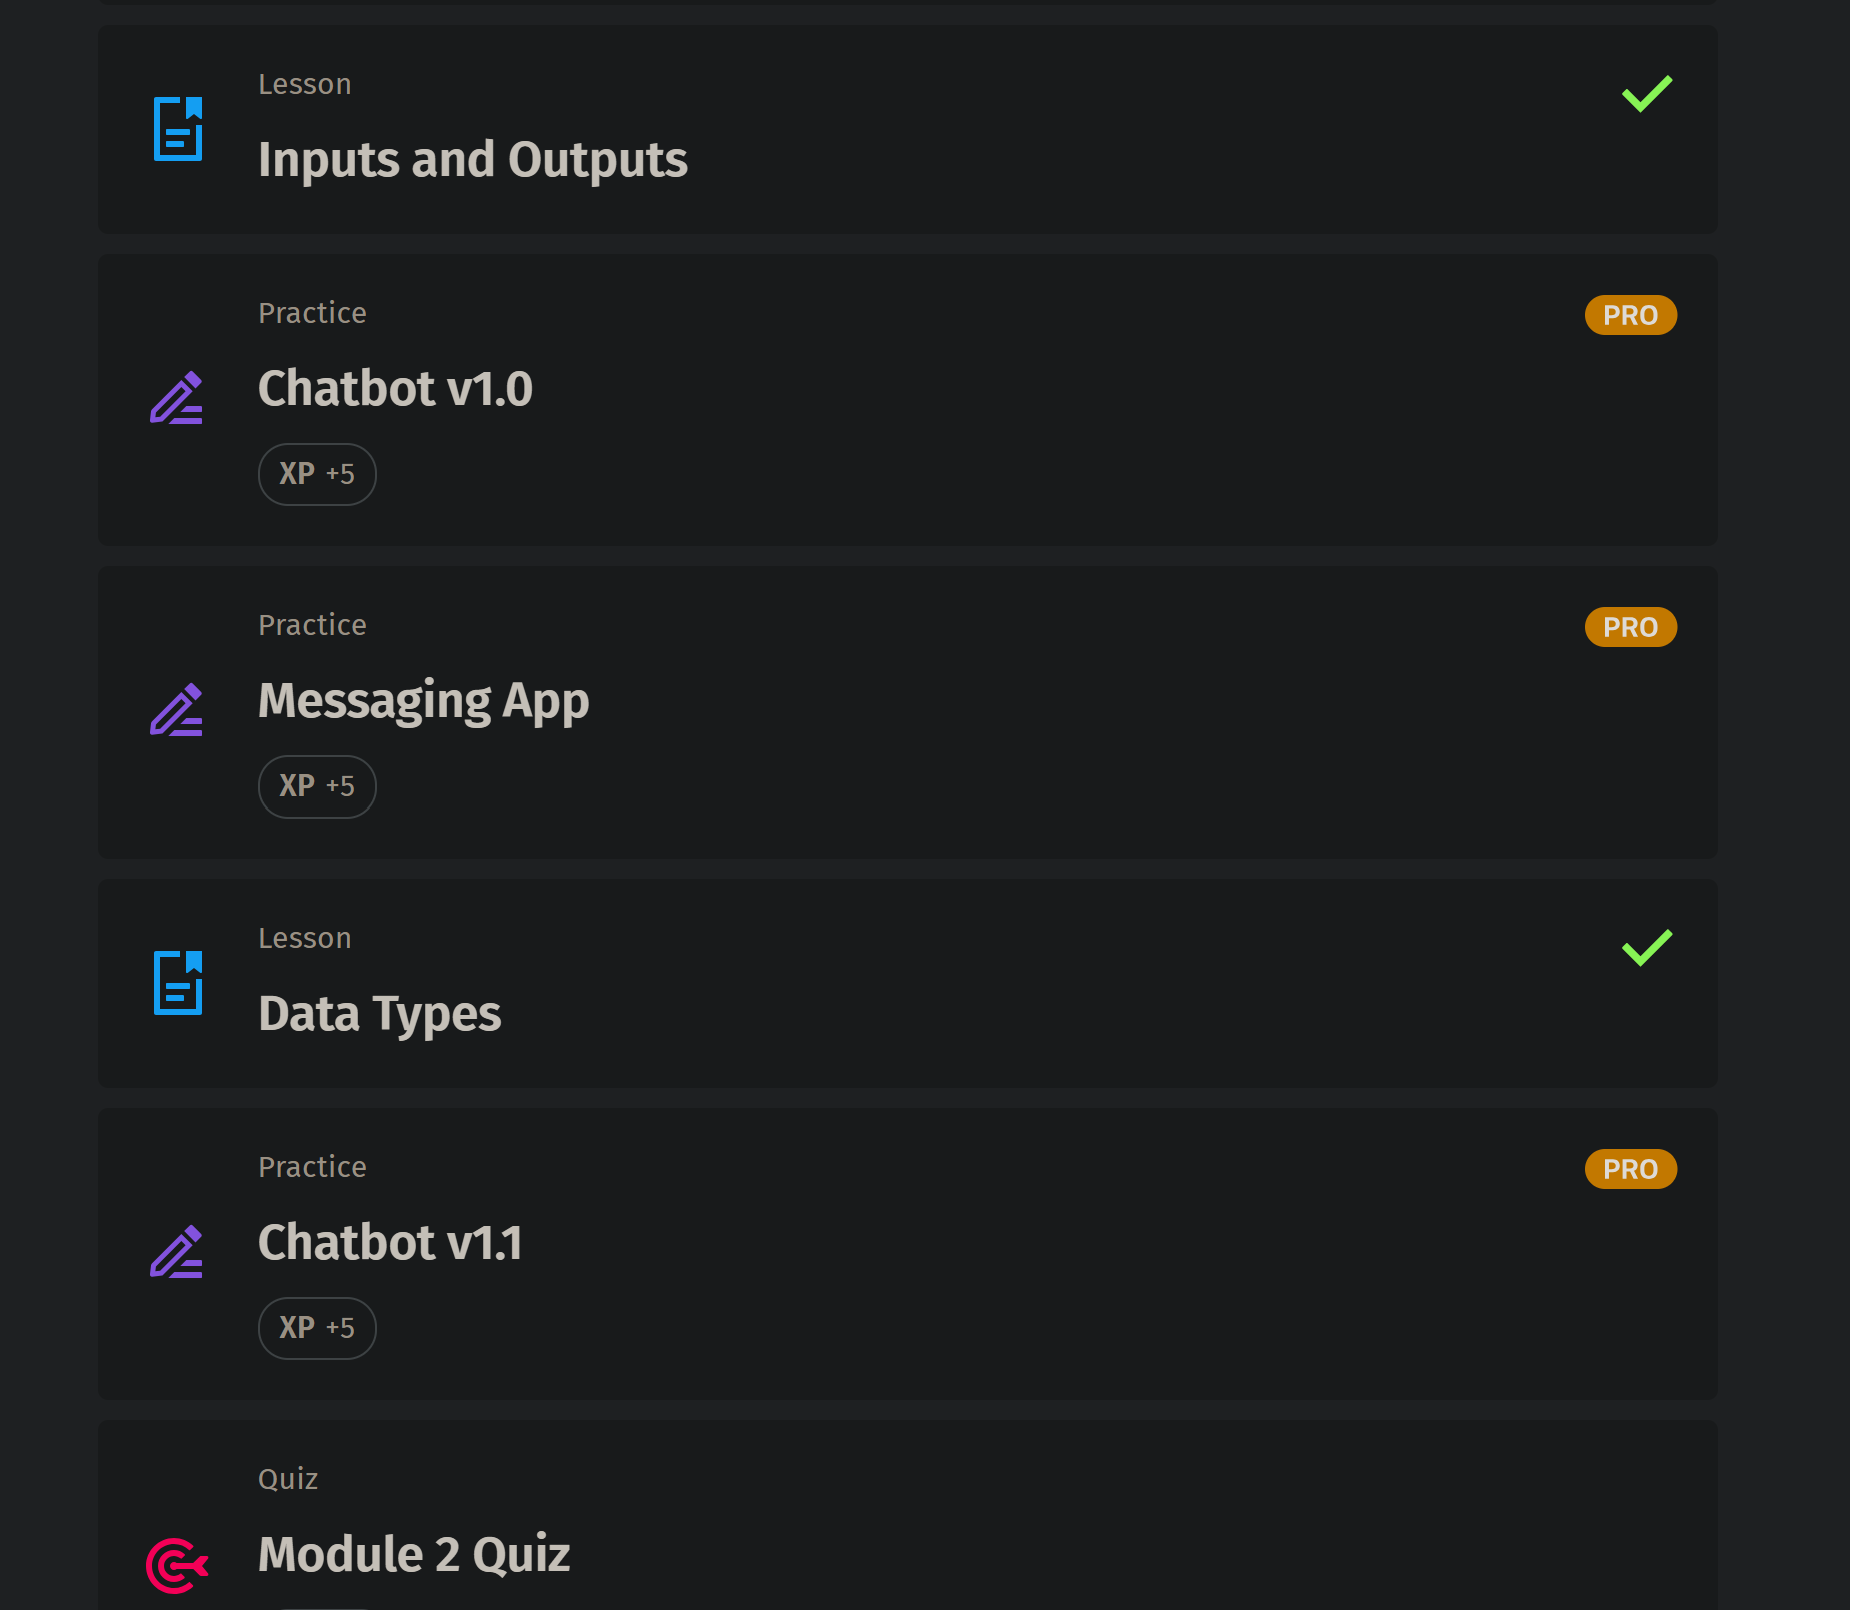 Lesson
Inputs and Outputs
Practice
PRO
Chatbot v1.0
XP +5
Practice
PRO
Messaging App
XP +5
Lesson
Data Types
Practice
PRO
Chatbot v1.1
XP +5
Quiz
Module 2 Quiz